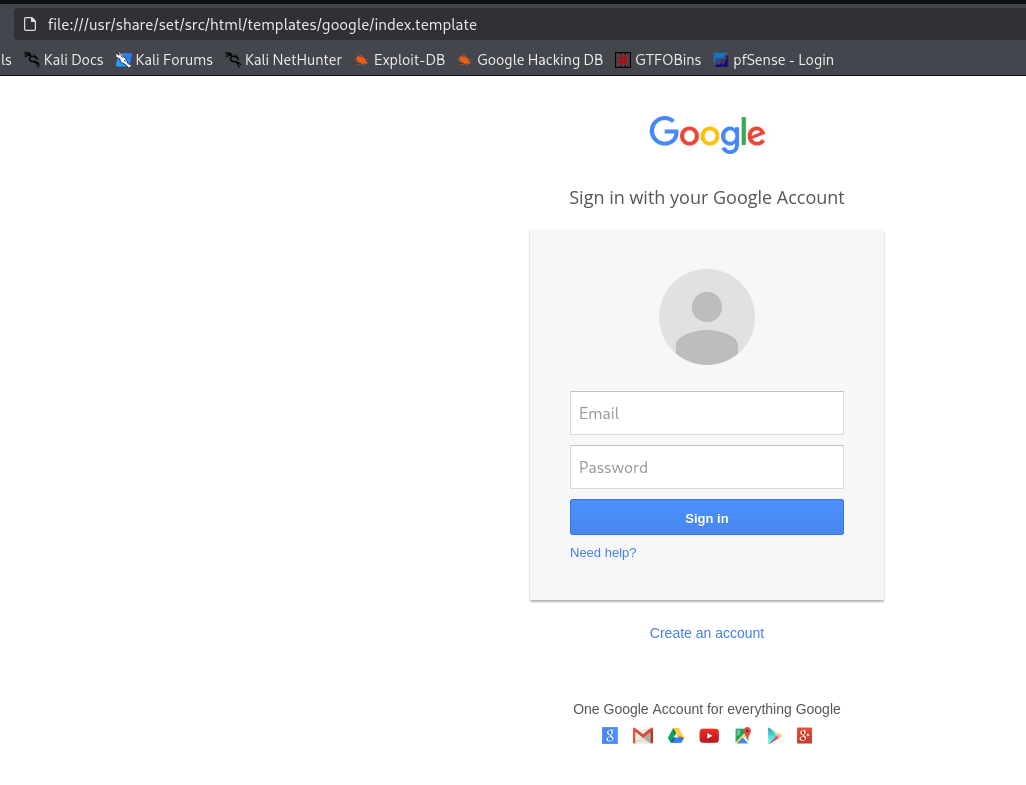 file:///usr/share/set/src/html/templates/google/index.template
ls Kali Docs Kali Forums Kali NetHunter Exploit-DB Google Hacking DB GTFOBins pfSense - Login
Google
Sign in with your Google Account
Email
Password
Sign in
Need help?
Create an account
One Google Account for everything Google